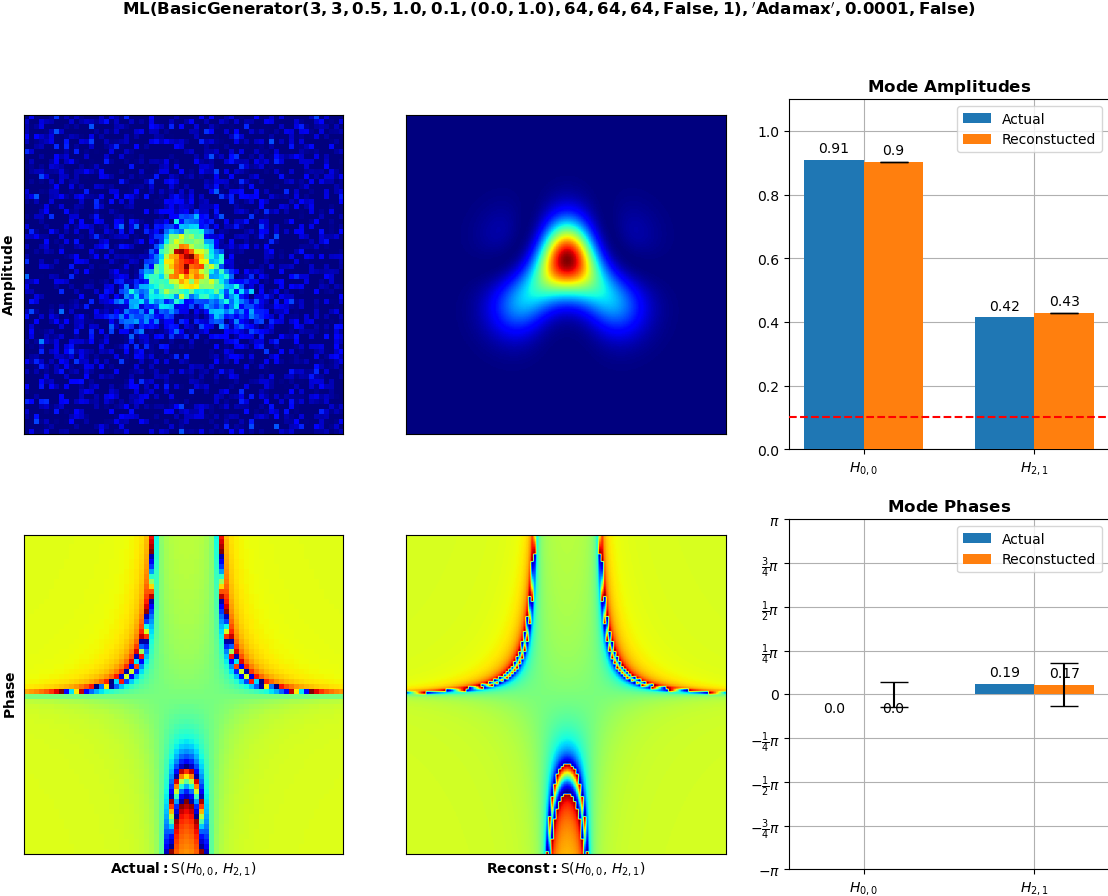 ML(BasicGenerator(3, 3, 0.5, 1.0, 0.1, (0.0, 1.0), 64, 64, 64, False, 1), ′Adamax′, 0.0001, False)
Amplitude
Mode Amplitudes
Actual
Reconstucted
1.0
0.8
0.6
0.4
0.2
0.0
0.91
0.9
0.42
0.43
H0, 0
H2, 1
Phase
Actual: S(H0, 0, H2, 1)
Reconst: S(H0, 0, H2, 1)
Mode Phases
Actual
Reconstucted
π
3/4π
1/2π
1/4π
0
−1/4π
−1/2π
−3/4π
−π
0.0
0.0
0.19
0.17
H0, 0
H2, 1